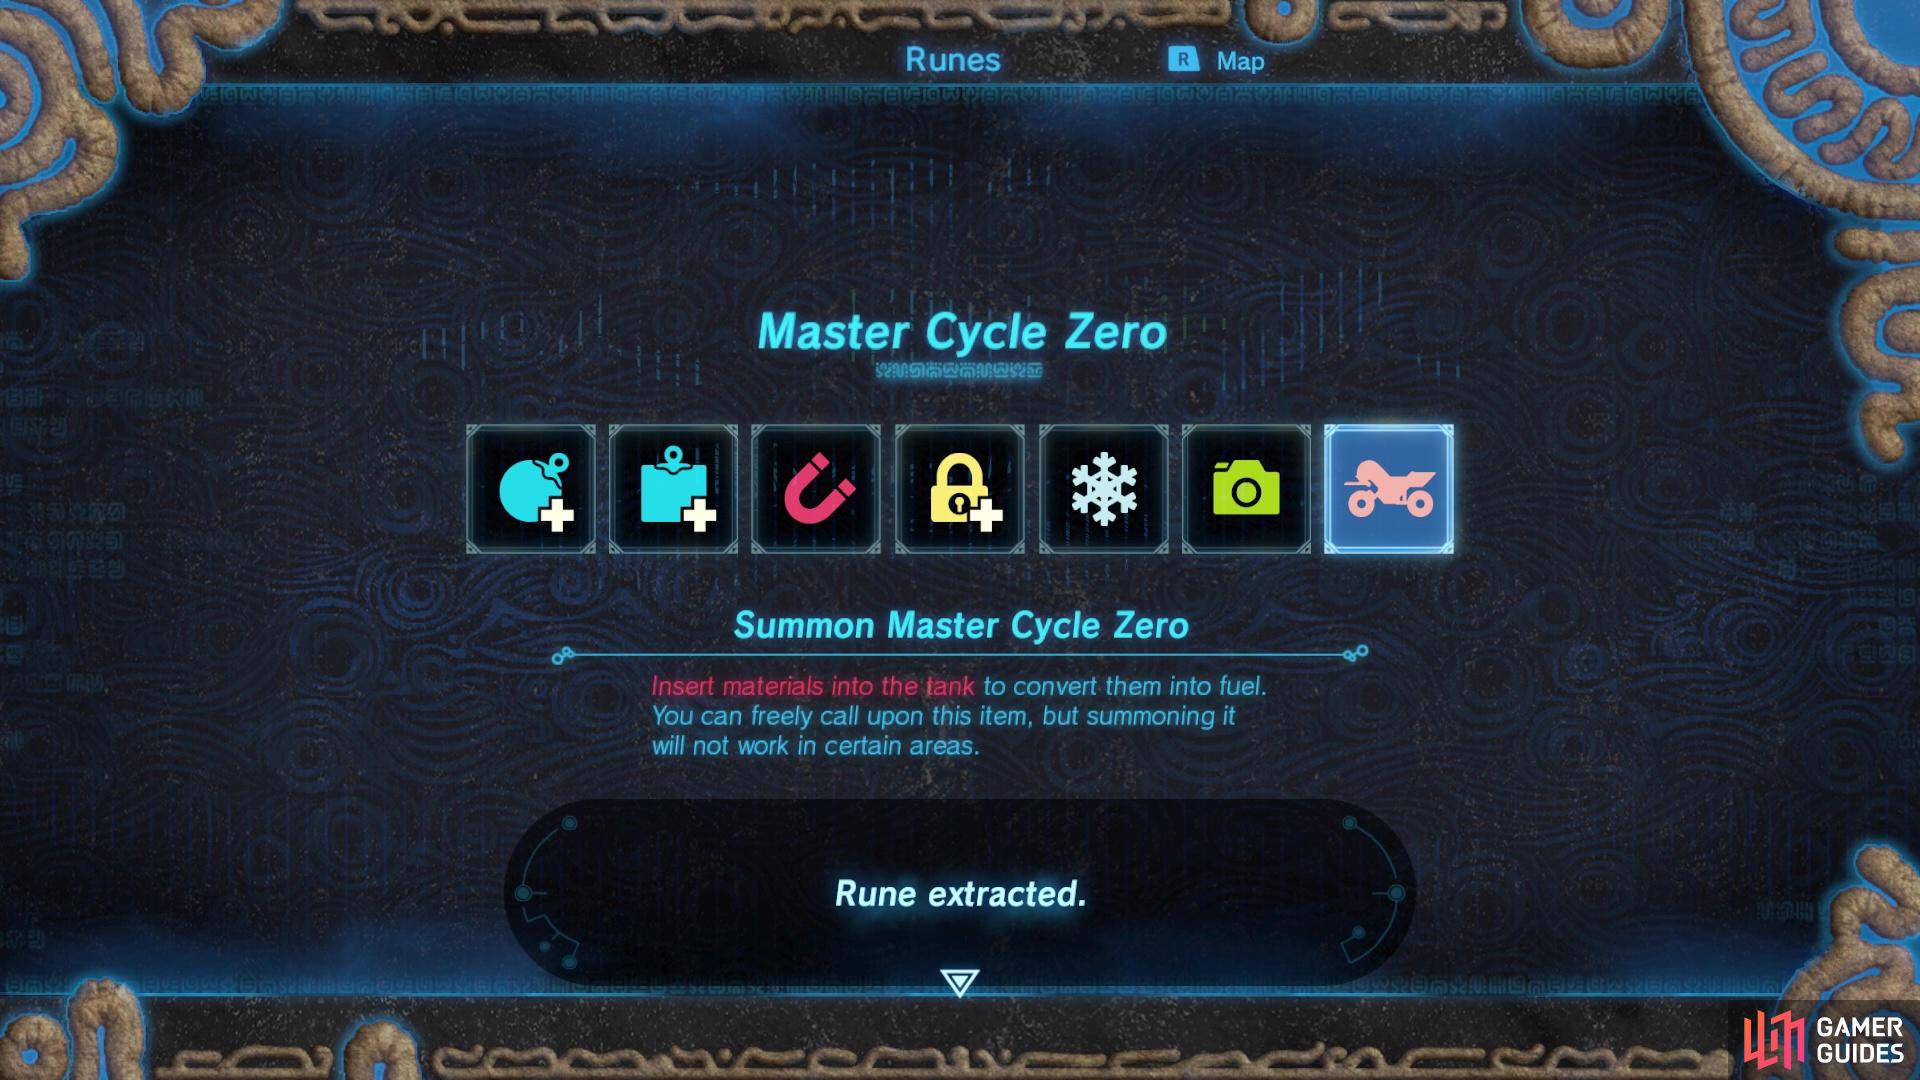 Runes
R Map
Master Cycle Zero
Summon Master Cycle Zero
Insert materials into the tank to convert them into fuel.
You can freely call upon this item, but summoning it
will not work in certain areas.
Rune extracted.
GAMER
GUIDES